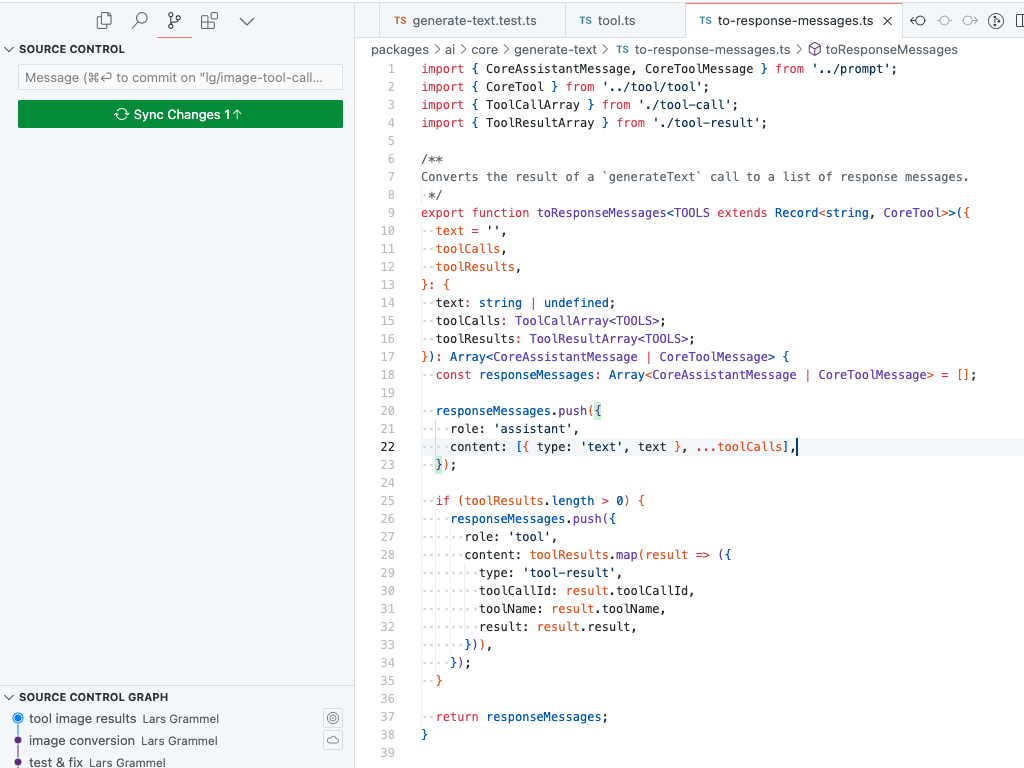 SOURCE CONTROL
Message (⌘⏎ to commit on "lg/image-tool-call...
Sync Changes 1↑
SOURCE CONTROL GRAPH
tool image results Lars Grammel
image conversion Lars Grammel
test & fix Lars Grammel
TS generate-text.test.ts
TS tool.ts
TS to-response-messages.ts
packages > ai > core > generate-text > TS to-response-messages.ts > toResponseMessages
1 import { CoreAssistantMessage, CoreToolMessage } from '../prompt';
2 import { CoreTool } from '../tool/tool';
3 import { ToolCallArray } from './tool-call';
4 import { ToolResultArray } from './tool-result';
5
6 /**
7 Converts the result of a `generateText` call to a list of response messages.
8 */
9 export function toResponseMessages<TOOLS extends Record<string, CoreTool>>({
10 text = '',
11 toolCalls,
12 toolResults,
13 }: {
14 text: string | undefined;
15 toolCalls: ToolCallArray<TOOLS>;
16 toolResults: ToolResultArray<TOOLS>;
17 }): Array<CoreAssistantMessage | CoreToolMessage> {
18 const responseMessages: Array<CoreAssistantMessage | CoreToolMessage> = [];
19
20 responseMessages.push({
21 role: 'assistant',
22 content: [{ type: 'text', text }, ...toolCalls],
23 });
24
25 if (toolResults.length > 0) {
26 responseMessages.push({
27 role: 'tool',
28 content: toolResults.map(result => ({
29 type: 'tool-result',
30 toolCallId: result.toolCallId,
31 toolName: result.toolName,
32 result: result.result,
33 })),
34 });
35 }
36
37 return responseMessages;
38 }
39